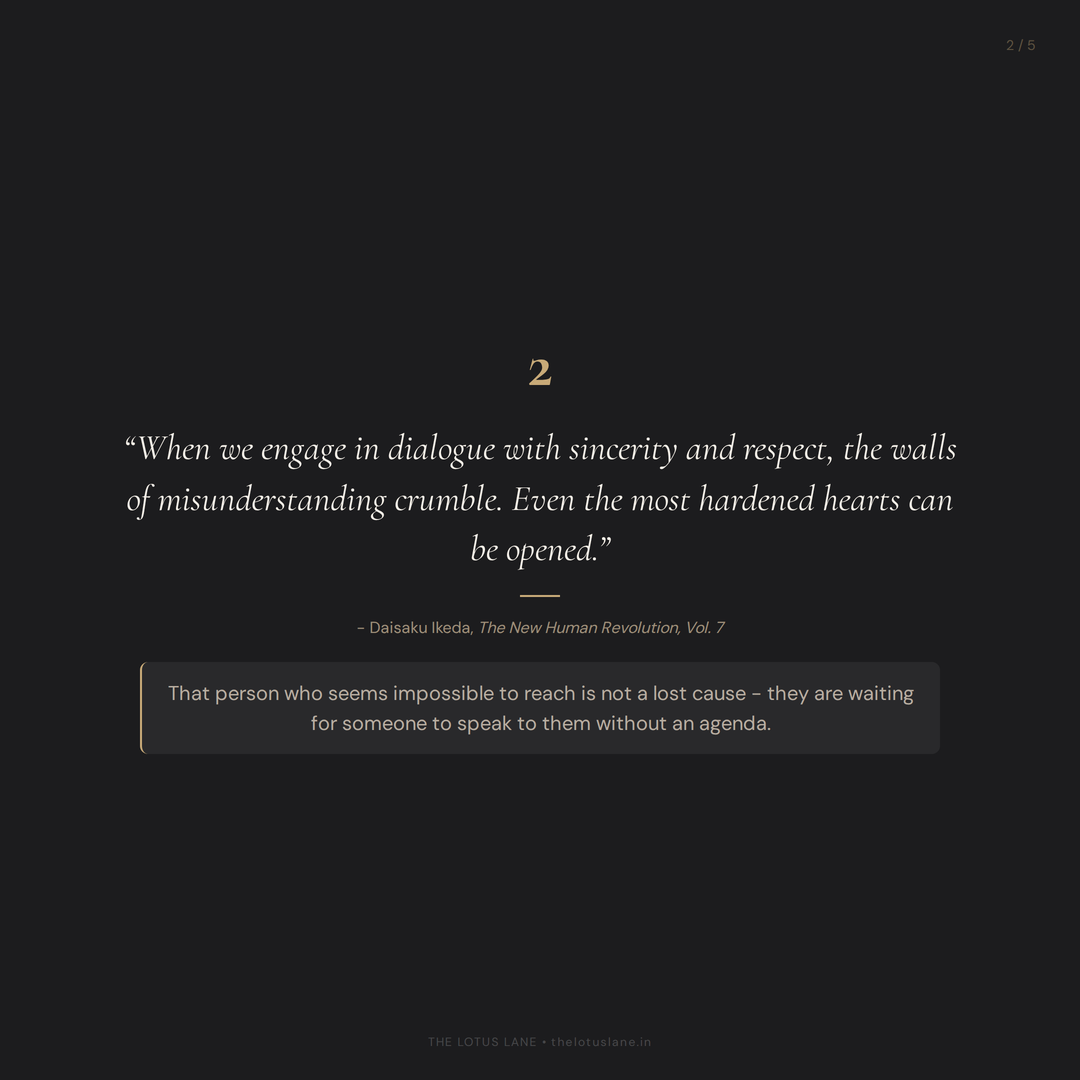 2 / 5
2
“When we engage in dialogue with sincerity and respect, the walls
of misunderstanding crumble. Even the most hardened hearts can
be opened.”
– Daisaku Ikeda, The New Human Revolution, Vol. 7
That person who seems impossible to reach is not a lost cause – they are waiting
for someone to speak to them without an agenda.
THE LOTUS LANE • thelotuslane.in